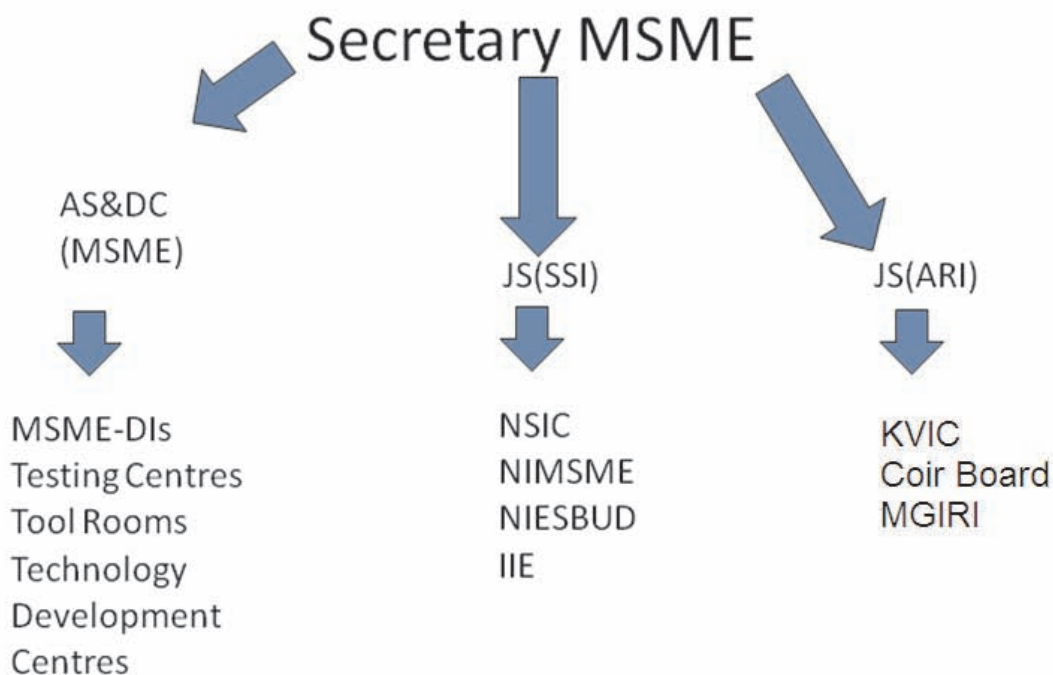 Secretary MSME
AS&DC
(MSME)
JS(SSI)
JS(ARI)
MSME-DIs
Testing Centres
Tool Rooms
Technology
Development
Centres
NSIC
NIMSME
NIESBUD
IIE
KVIC
Coir Board
MGIRI